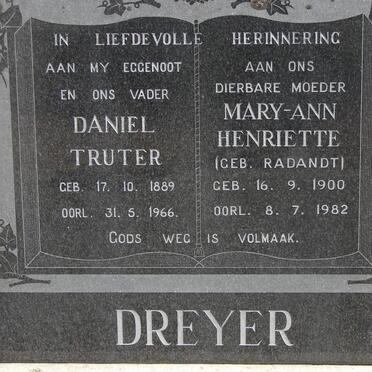 IN LIEFDEVOLLE HERINNERING
AAN MY EGGENOOT
EN ONS VADER
DANIEL
TRUTER
GEB. 17. 10. 1889
OORL. 31. 5. 1966.
AAN ONS
DIERBARE MOEDER
MARY-ANN
HENRIETTE
(GEB. RADANDT)
GEB. 16. 9. 1900
OORL. 8. 7. 1982
GODS WEG IS VOLMAAK.
DREYER